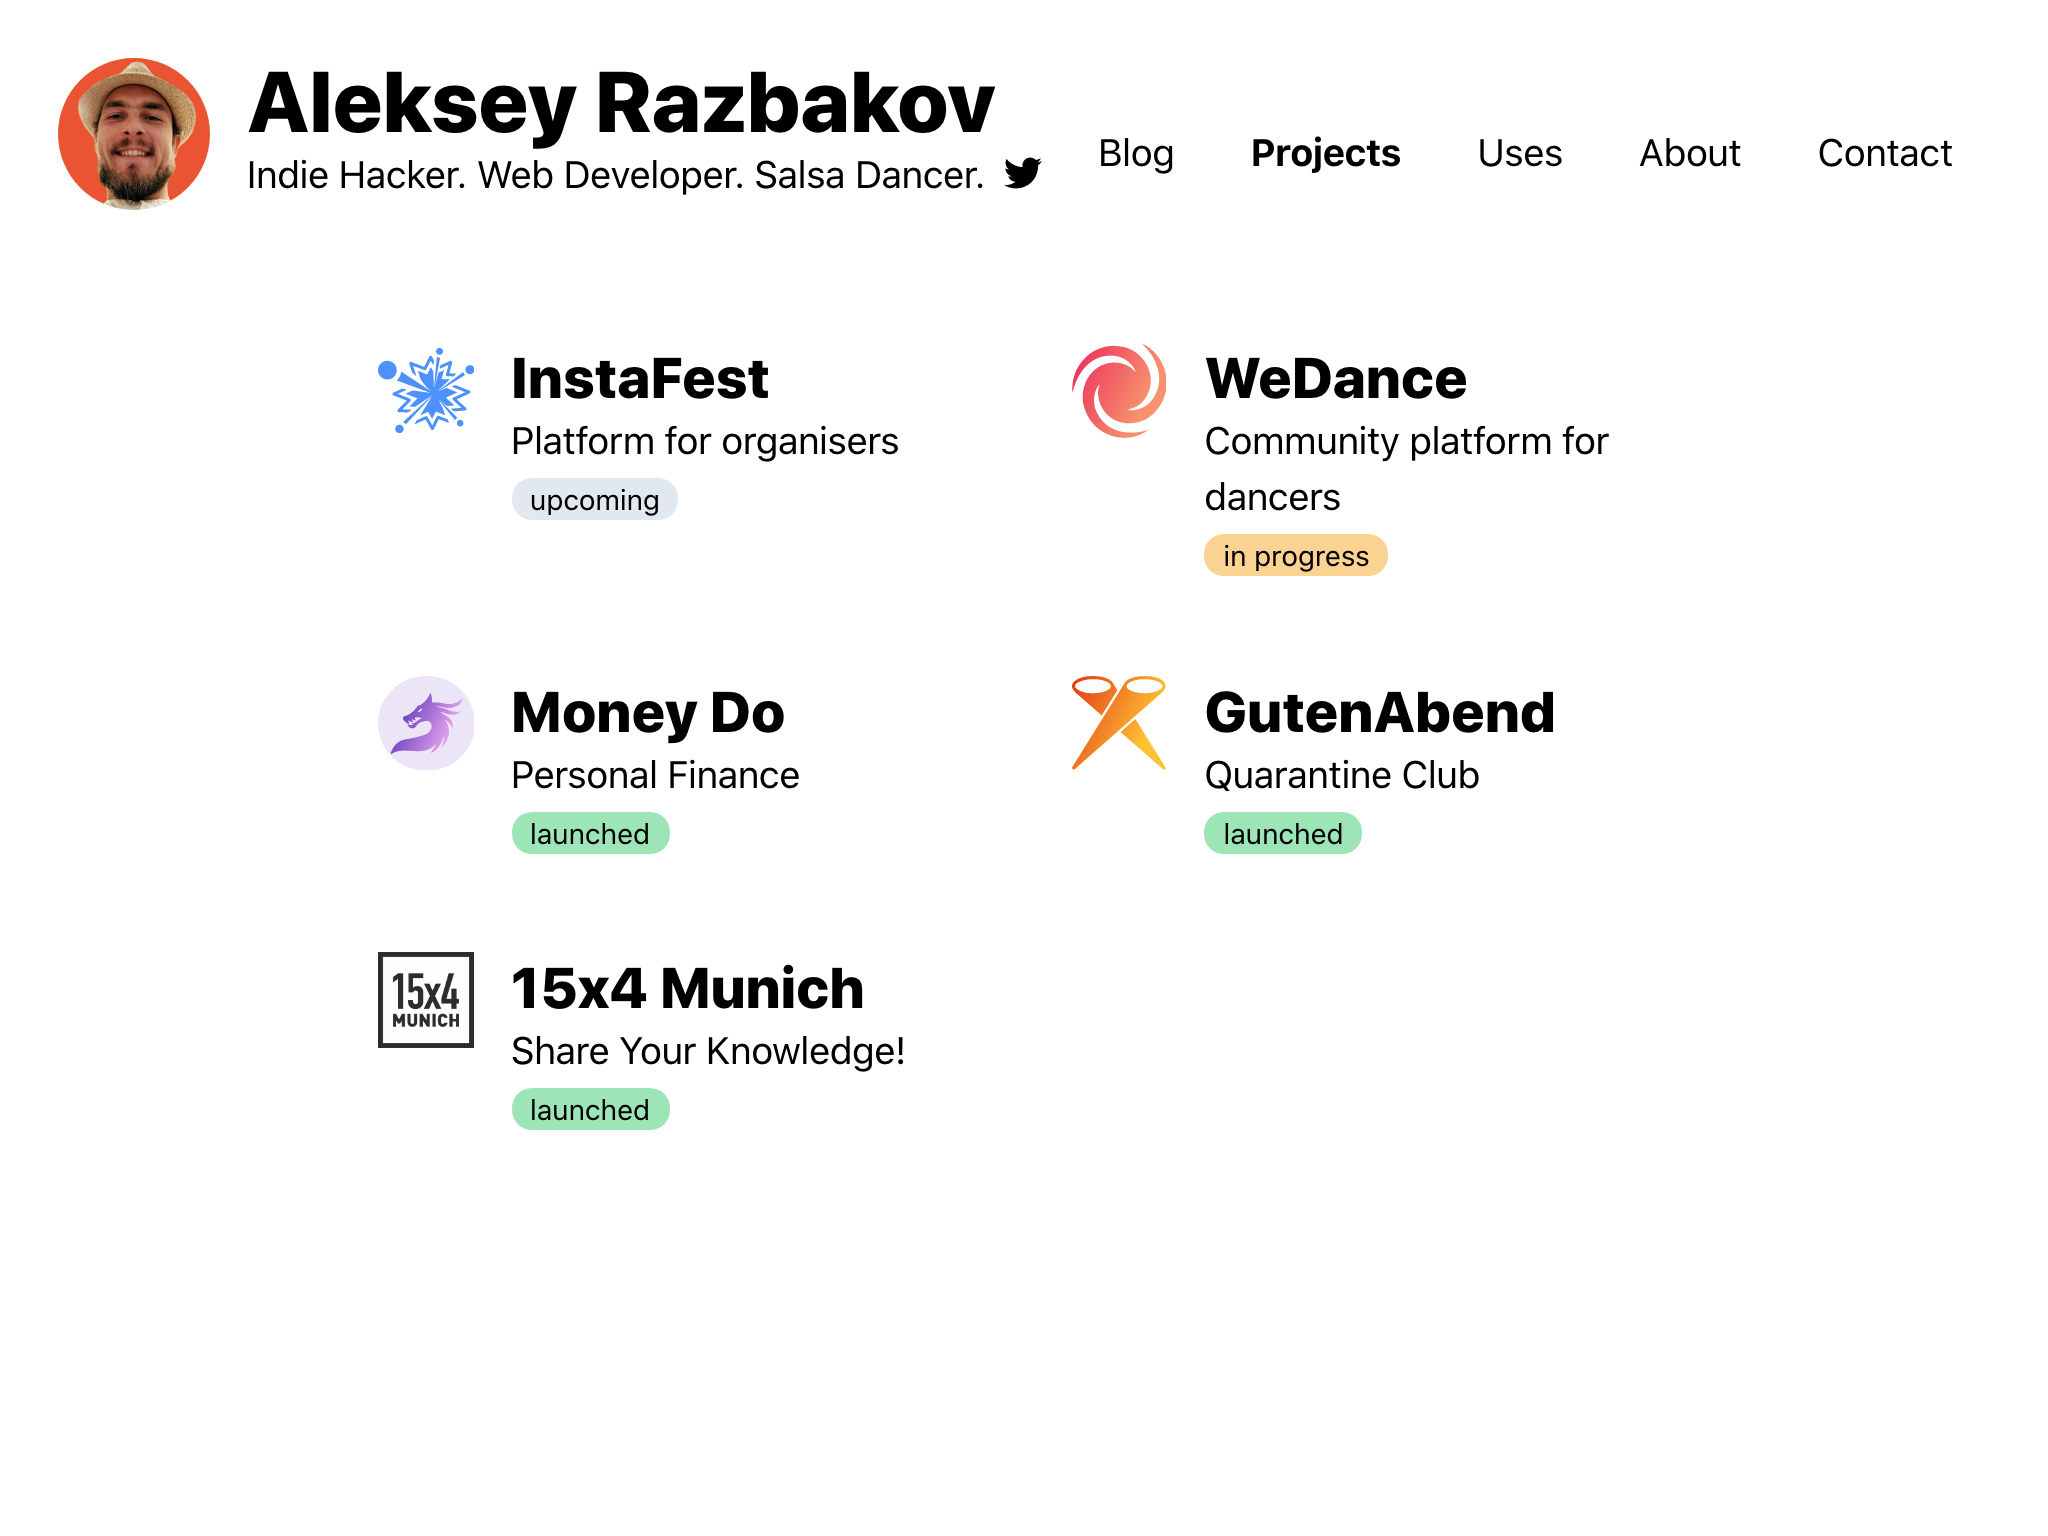 Aleksey Razbakov
Indie Hacker. Web Developer. Salsa Dancer.
Blog
Projects
Uses
About
Contact
InstaFest
Platform for organisers
upcoming
WeDance
Community platform for
dancers
in progress
Money Do
Personal Finance
launched
GutenAbend
Quarantine Club
launched
15x4
MUNICH
15x4 Munich
Share Your Knowledge!
launched